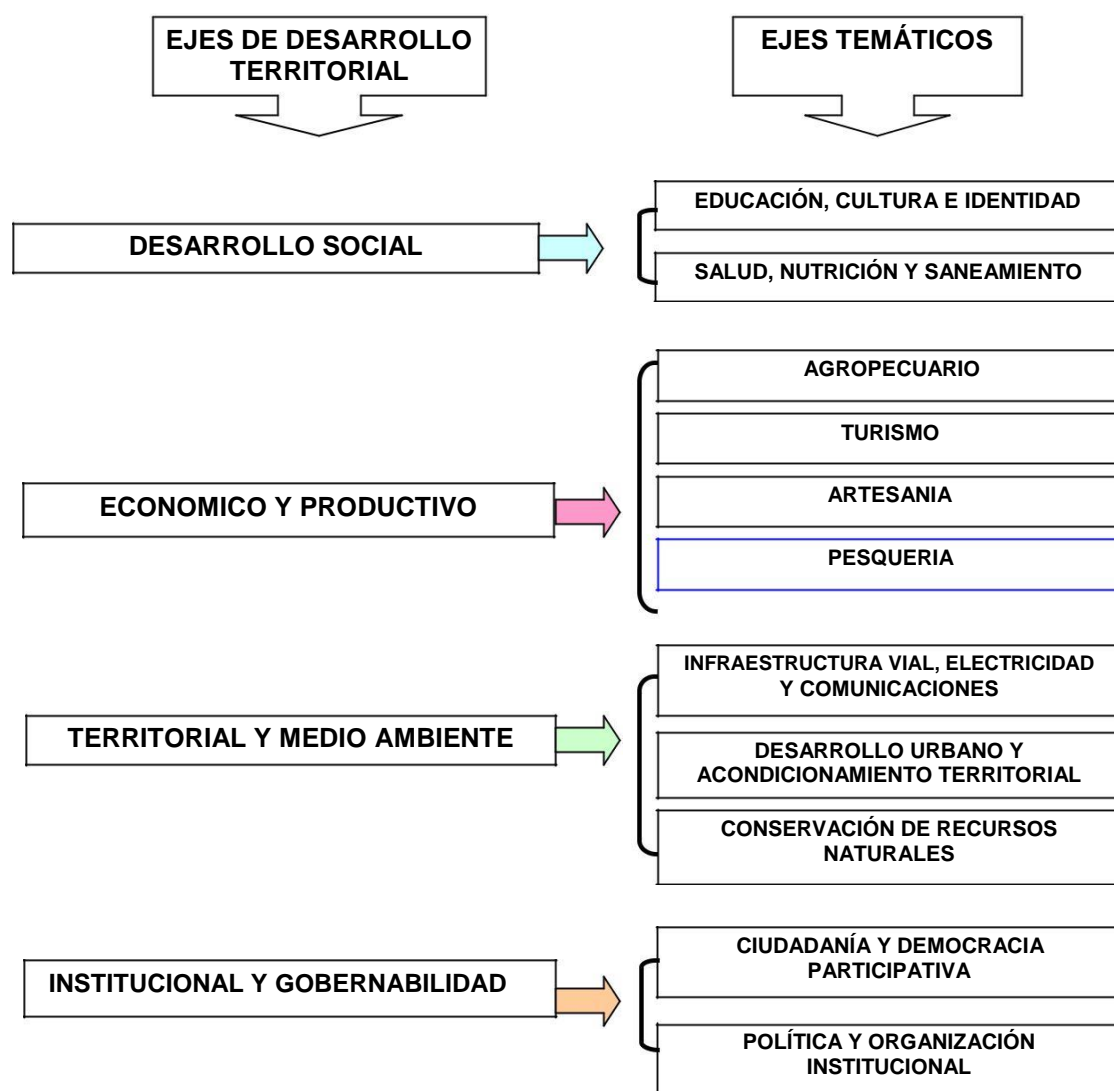 EJES DE DESARROLLO
TERRITORIAL
EJES TEMÁTICOS
DESARROLLO SOCIAL
EDUCACIÓN, CULTURA E IDENTIDAD
SALUD, NUTRICIÓN Y SANEAMIENTO
ECONOMICO Y PRODUCTIVO
AGROPECUARIO
TURISMO
ARTESANIA
PESQUERIA
TERRITORIAL Y MEDIO AMBIENTE
INFRAESTRUCTURA VIAL, ELECTRICIDAD
Y COMUNICACIONES
DESARROLLO URBANO Y
ACONDICIONAMIENTO TERRITORIAL
CONSERVACIÓN DE RECURSOS
NATURALES
INSTITUCIONAL Y GOBERNABILIDAD
CIUDADANÍA Y DEMOCRACIA
PARTICIPATIVA
POLÍTICA Y ORGANIZACIÓN
INSTITUCIONAL